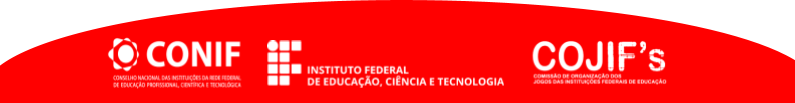 CONIF
CONSELHO NACIONAL DAS INSTITUIÇÕES DA REDE FEDERAL
DE EDUCAÇÃO PROFISSIONAL, CIENTÍFICA E TECNOLÓGICA
INSTITUTO FEDERAL
DE EDUCAÇÃO, CIÊNCIA E TECNOLOGIA
COJIF's
COMISSÃO DE ORGANIZAÇÃO DOS
JOGOS DAS INSTITUIÇÕES FEDERAIS DE EDUCAÇÃO